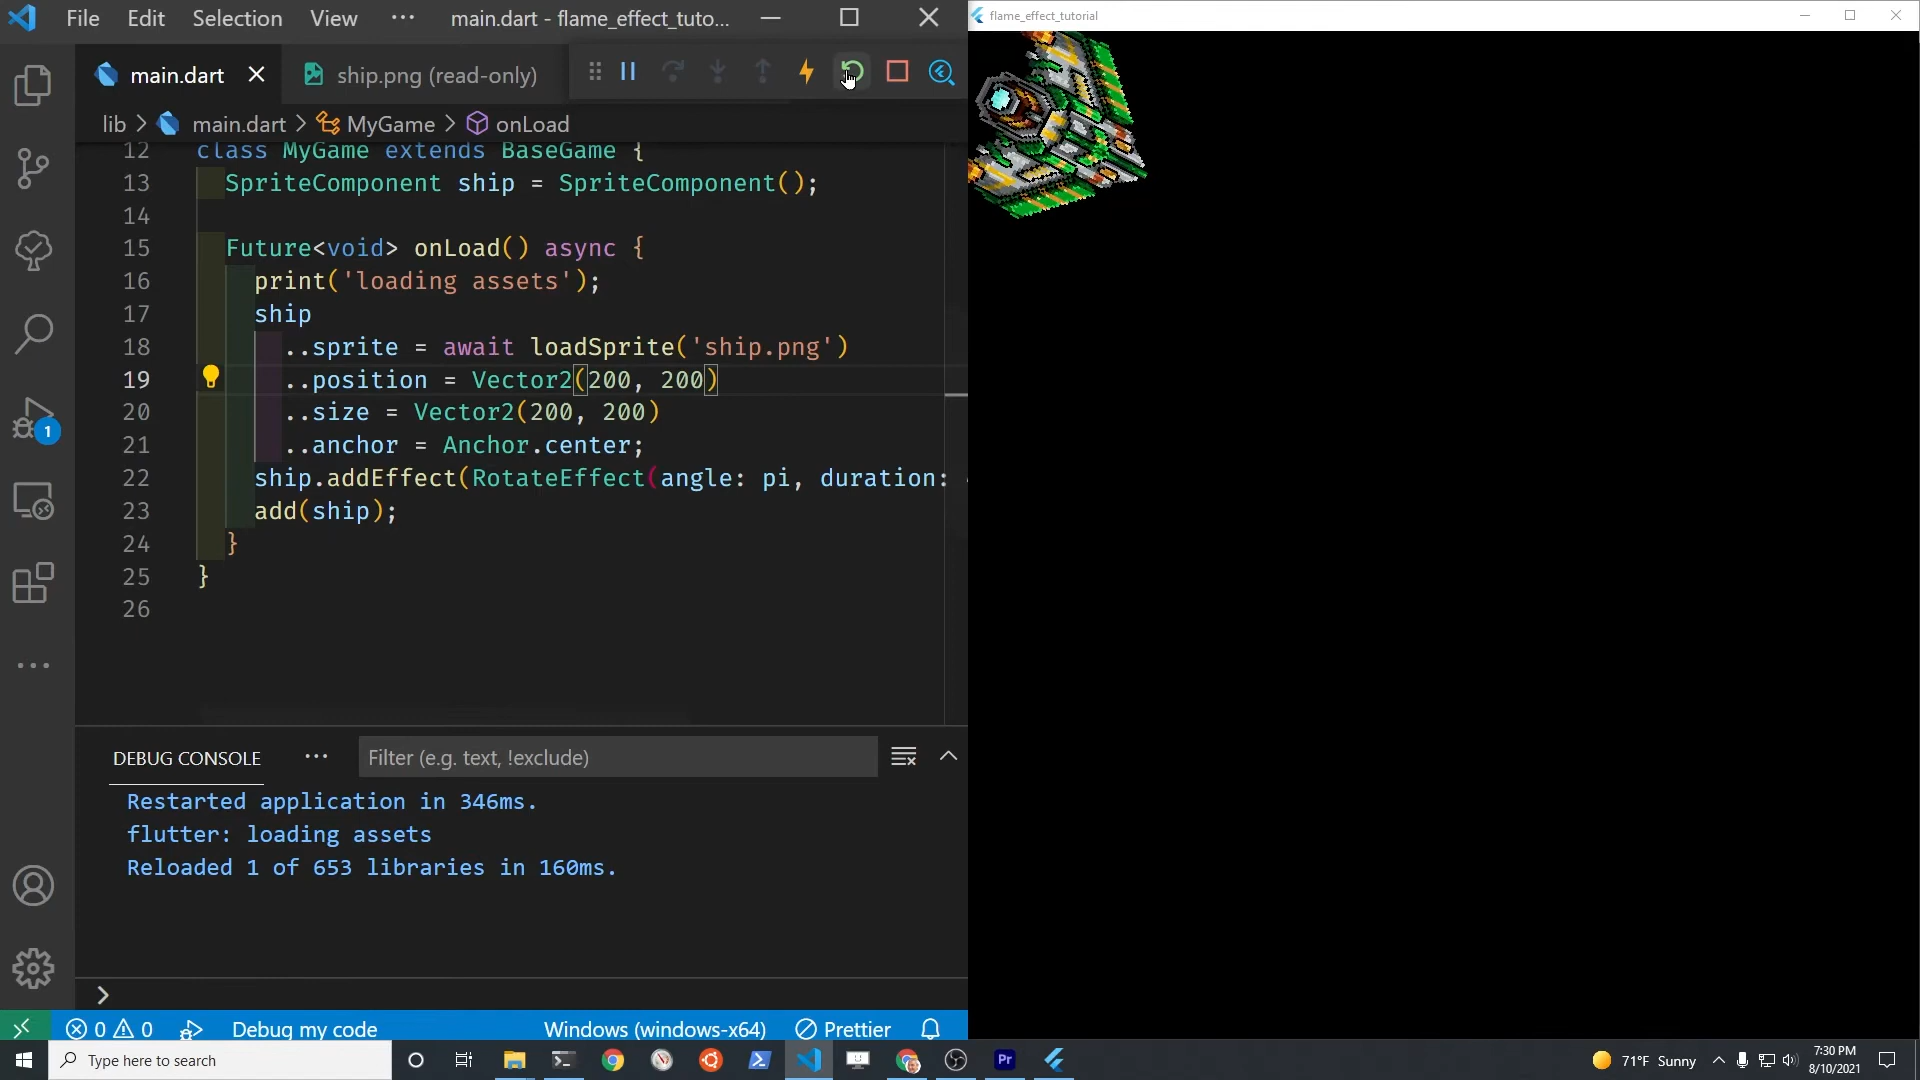 File Edit Selection View ··· main.dart - flame_effect_tuto...
main.dart ship.png (read-only)
lib > main.dart > MyGame > onLoad
12 class MyGame extends BaseGame {
13 SpriteComponent ship = SpriteComponent();
14
15 Future<void> onLoad() async {
16 print('loading assets');
17 ship
18 ..sprite = await loadSprite('ship.png')
19 ..position = Vector2(200, 200)
20 ..size = Vector2(200, 200)
21 ..anchor = Anchor.center;
22 ship.addEffect(RotateEffect(angle: pi, duration:
23 add(ship);
24 }
25 }
26
1
DEBUG CONSOLE ··· Filter (e.g. text, !exclude)
Restarted application in 346ms.
flutter: loading assets
Reloaded 1 of 653 libraries in 160ms.
>
0 0 Debug my code Windows (windows-x64) Prettier
flame_effect_tutorial
Type here to search
Pr
71°F Sunny
7:30 PM
8/10/2021